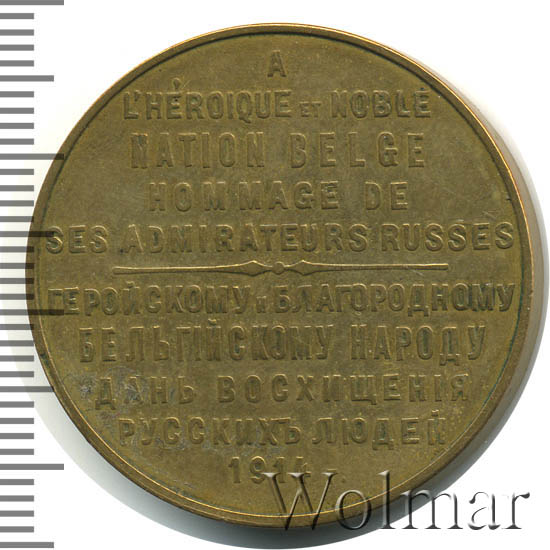 A
L'HÉROIQUE ET NOBLE
NATION BELGE
HOMMAGE DE
SES ADMIRATEURS RUSSES
ГЕРОЙСКОМУ И БЛАГОРОДНОМУ
БЕЛЬГІЙСКОМУ НАРОДУ
ДАНЬ ВОСХИЩЕНІЯ
РУССКИХЪ ЛЮДЕЙ
1914
Wolmar